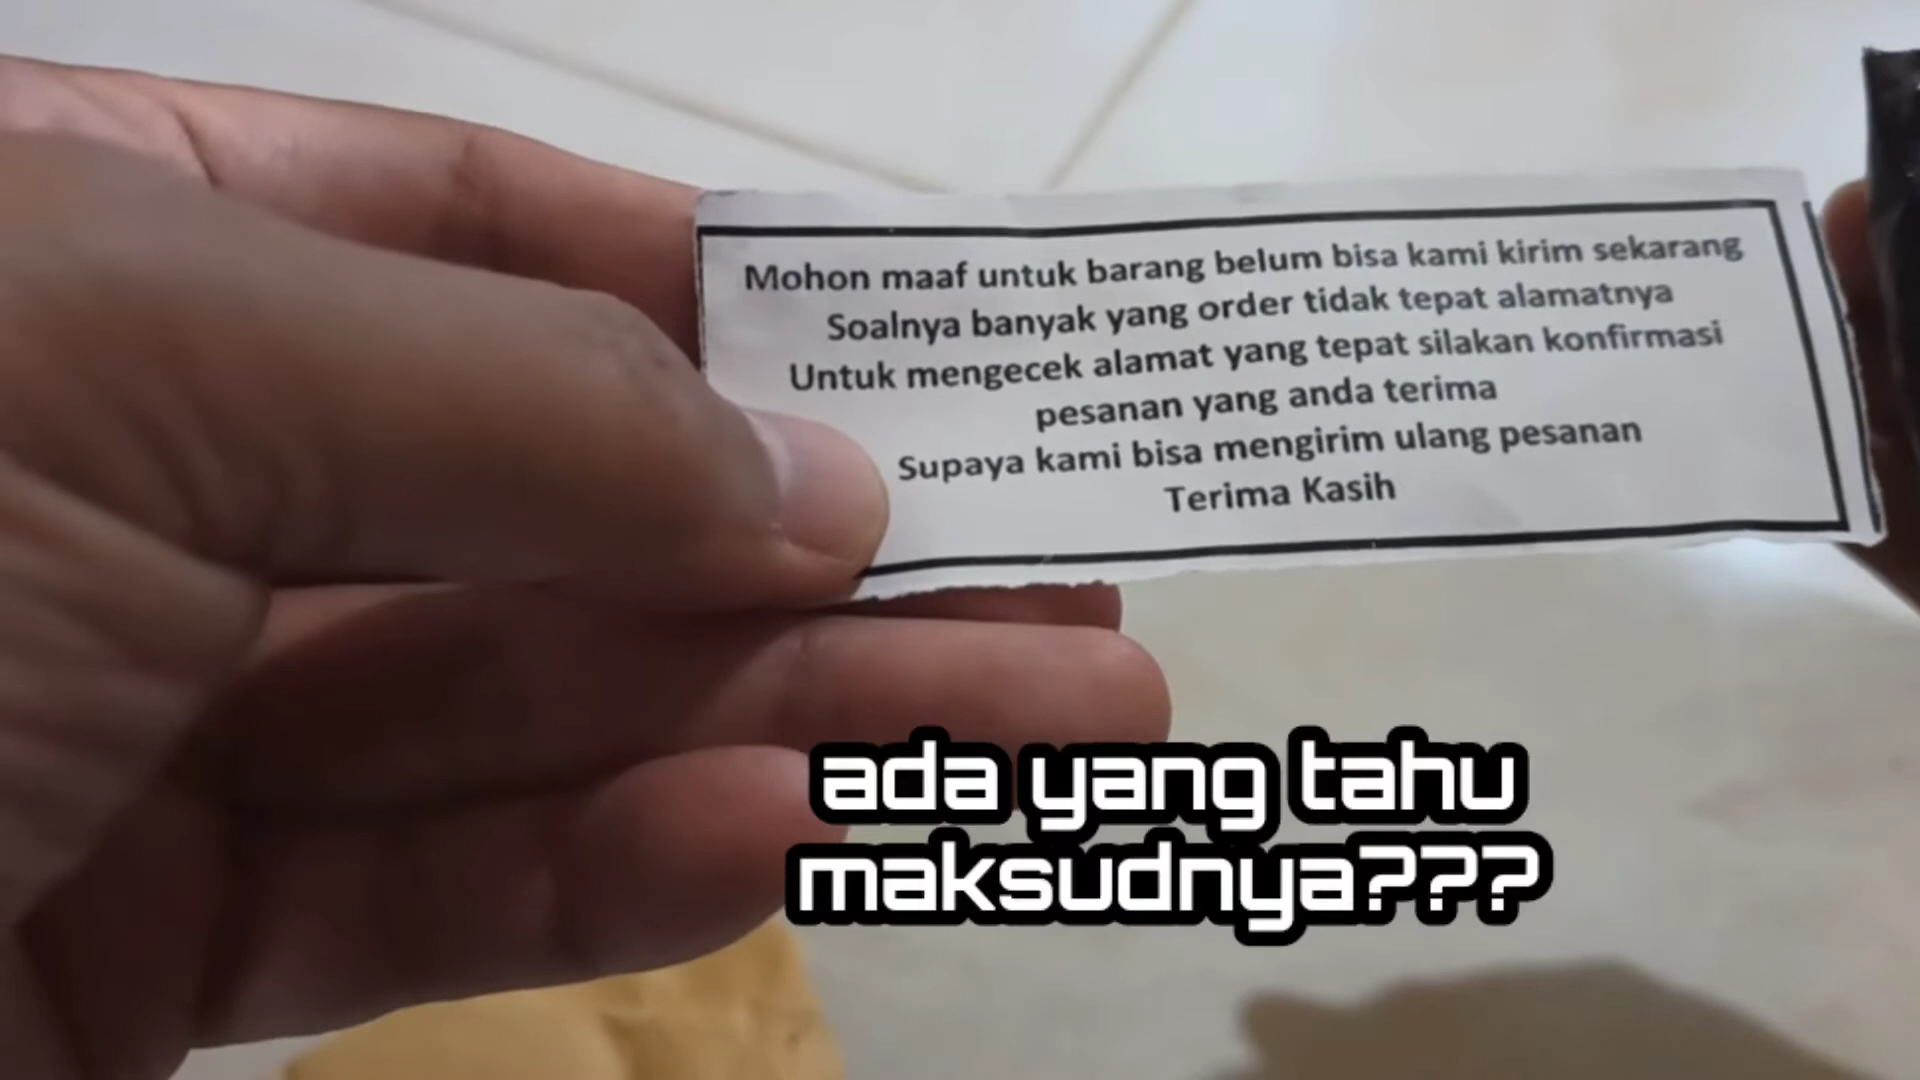 Mohon maaf untuk barang belum bisa kami kirim sekarang
Soalnya banyak yang order tidak tepat alamatnya
Untuk mengecek alamat yang tepat silakan konfirmasi
pesanan yang anda terima
Supaya kami bisa mengirim ulang pesanan
Terima Kasih
ada yang tahu
maksudnya???